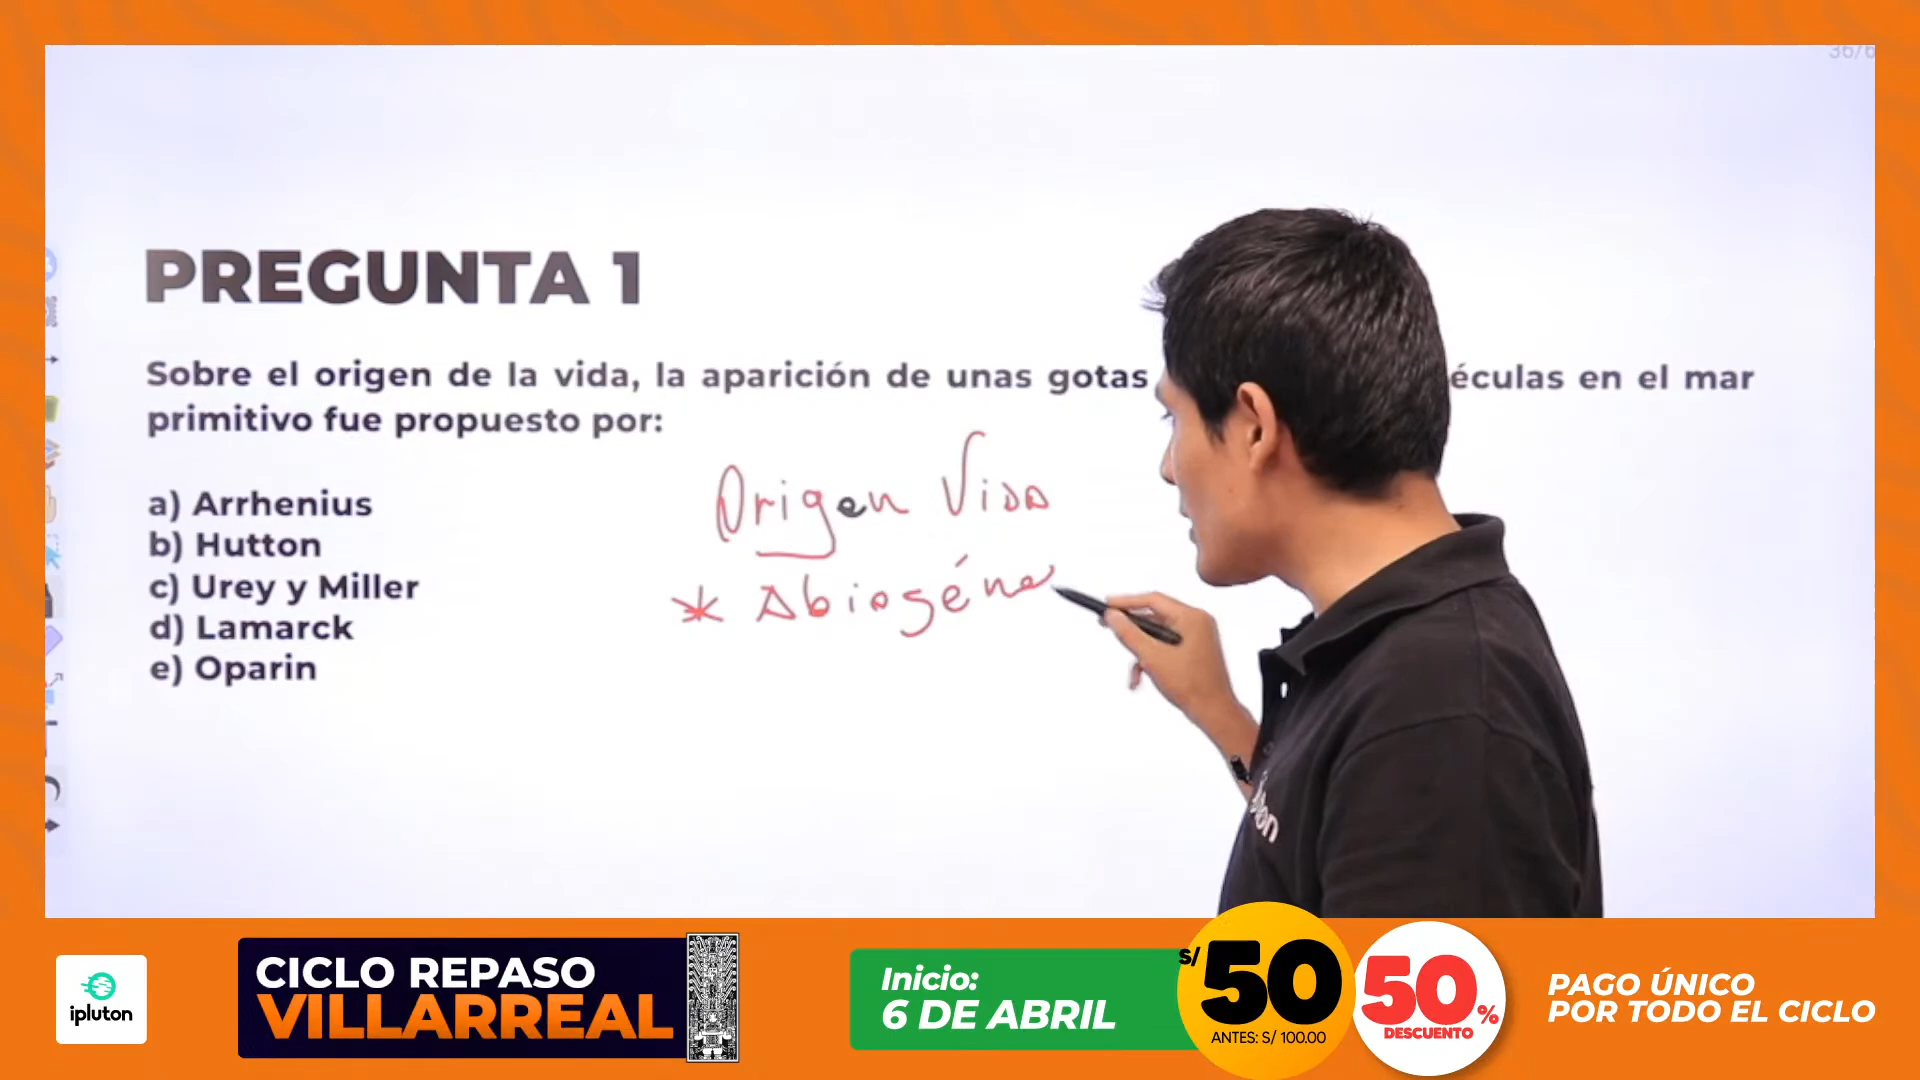 PREGUNTA 1
Sobre el origen de la vida, la aparición de unas gotas éculas en el mar
primitivo fue propuesto por:
a) Arrhenius
b) Hutton
c) Urey y Miller
d) Lamarck
e) Oparin
Origen Vida
* Abiogéne
ipluton
CICLO REPASO
VILLARREAL
Inicio:
6 DE ABRIL
S/ 50
ANTES: S/ 100.00
50%
DESCUENTO
PAGO ÚNICO
POR TODO EL CICLO